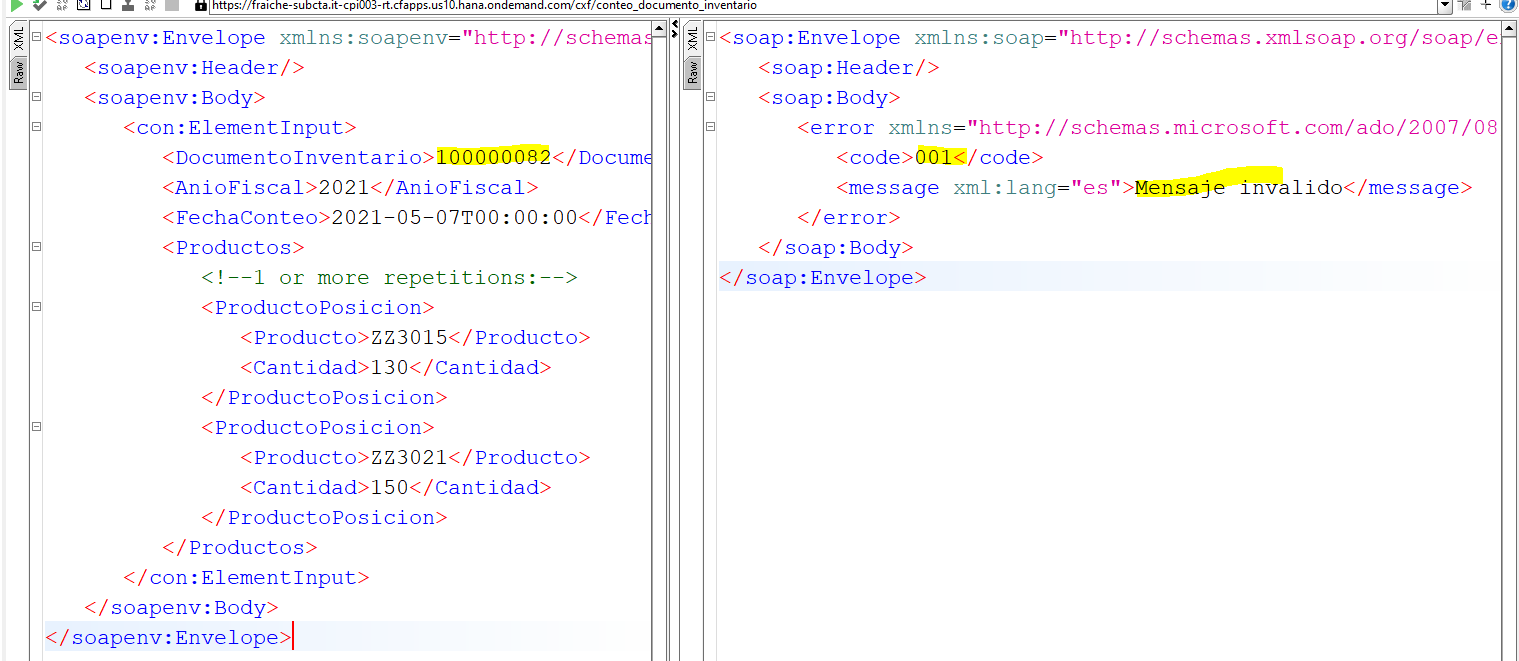 https://fraiche-subcta.it-cpi003-rt.cfapps.us10.hana.ondemand.com/cxf/conteo_documento_inventario
XML
Raw
<soapenv:Envelope xmlns:soapenv="http://schemas
<soapenv:Header/>
<soapenv:Body>
<con:ElementInput>
<DocumentoInventario>100000082</Docume
<AnioFiscal>2021</AnioFiscal>
<FechaConteo>2021-05-07T00:00:00</Fech
<Productos>
<!--1 or more repetitions:-->
<ProductoPosicion>
<Producto>ZZ3015</Producto>
<Cantidad>130</Cantidad>
</ProductoPosicion>
<ProductoPosicion>
<Producto>ZZ3021</Producto>
<Cantidad>150</Cantidad>
</ProductoPosicion>
</Productos>
</con:ElementInput>
</soapenv:Body>
</soapenv:Envelope>
XML
Raw
<soap:Envelope xmlns:soap="http://schemas.xmlsoap.org/soap/e
<soap:Header/>
<soap:Body>
<error xmlns="http://schemas.microsoft.com/ado/2007/08
<code>001</code>
<message xml:lang="es">Mensaje invalido</message>
</error>
</soap:Body>
</soap:Envelope>